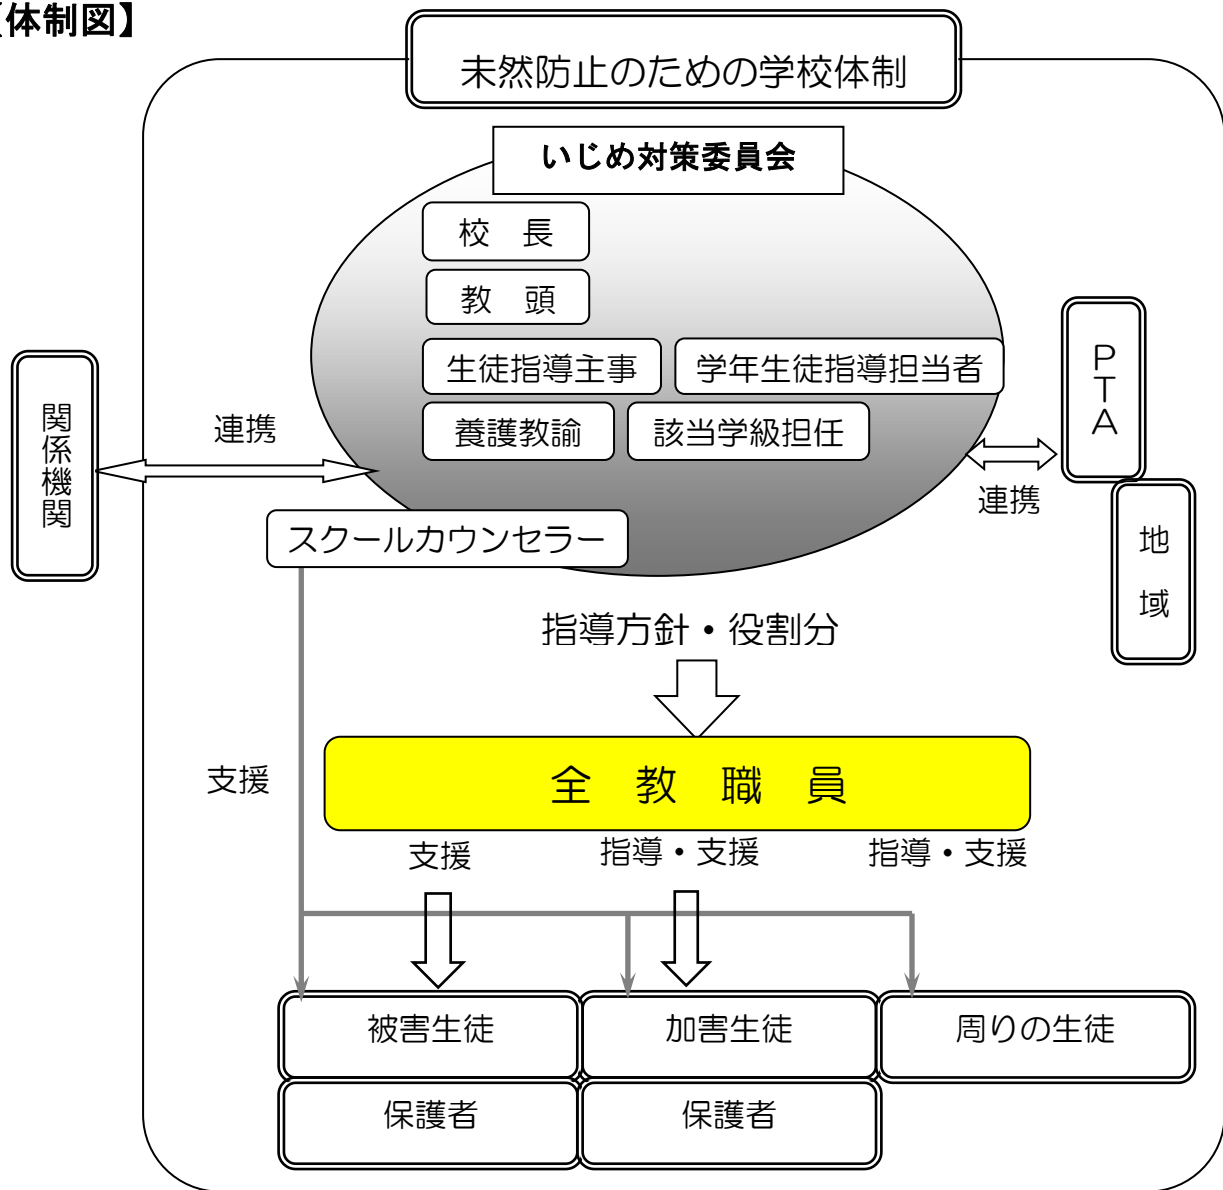 【体制図】
未然防止のための学校体制
いじめ対策委員会
校　長
教　頭
生徒指導主事
学年生徒指導担当者
養護教諭
該当学級担任
スクールカウンセラー
関係機関
連携
PTA
連携
地域
指導方針・役割分
支援
全　教　職　員
支援
指導・支援
指導・支援
被害生徒
加害生徒
周りの生徒
保護者
保護者